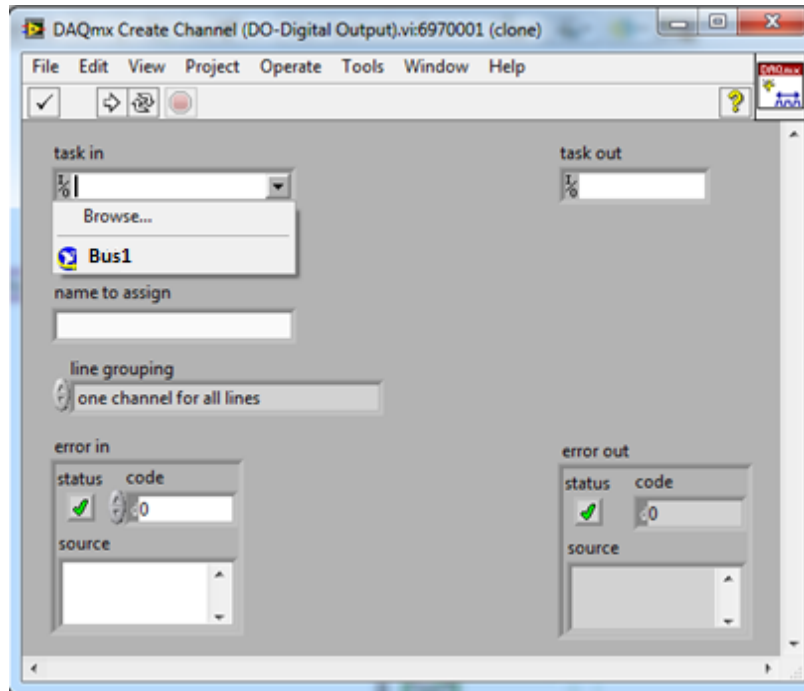 DAQmx Create Channel (DO-Digital Output).vi:6970001 (clone)
File Edit View Project Operate Tools Window Help
DAQmx
task in
task out
Browse...
Bus1
name to assign
line grouping
one channel for all lines
error in
status code
0
source
error out
status code
0
source